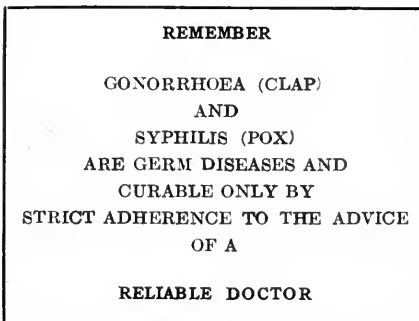 REMEMBER
GONORRHOEA (CLAP)
AND
SYPHILIS (POX)
ARE GERM DISEASES AND
CURABLE ONLY BY
STRICT ADHERENCE TO THE ADVICE
OF A
RELIABLE DOCTOR